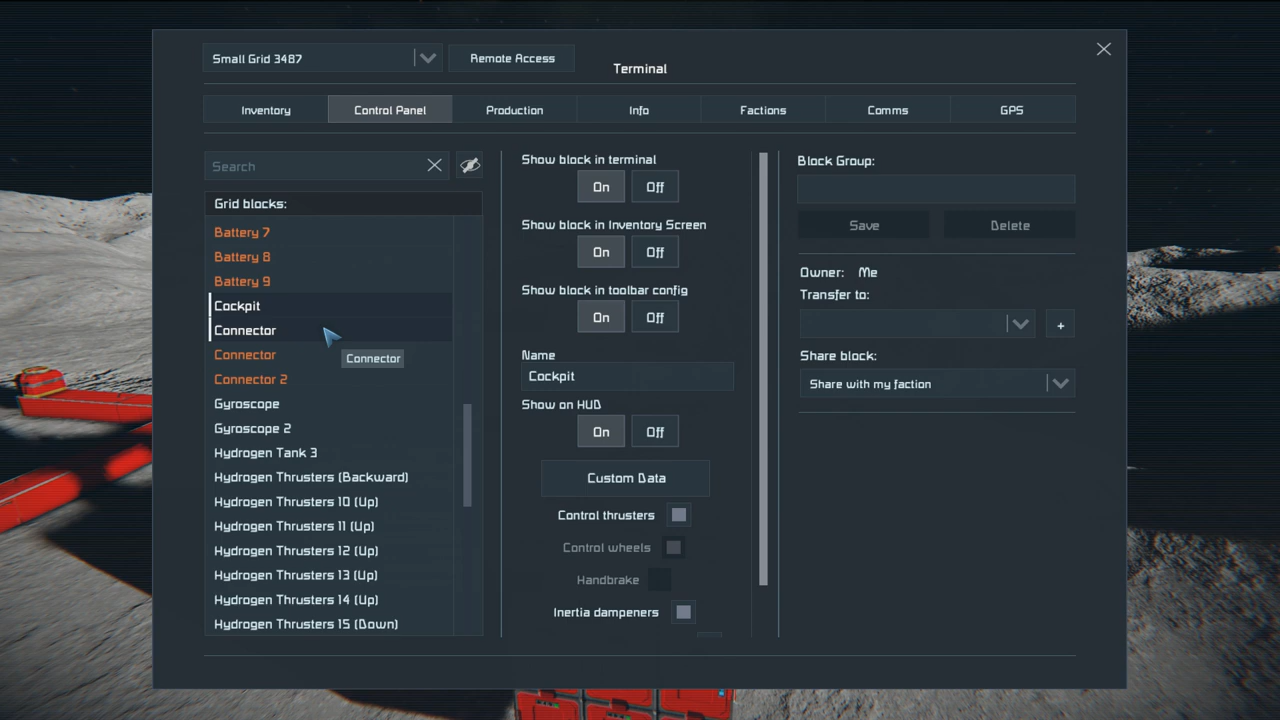 Small Grid 3487
Remote Access
Terminal
Inventory
Control Panel
Production
Info
Factions
Comms
GPS
Search
Grid blocks:
Battery 7
Battery 8
Battery 9
Cockpit
Connector
Connector
Connector 2
Gyroscope
Gyroscope 2
Hydrogen Tank 3
Hydrogen Thrusters (Backward)
Hydrogen Thrusters 10 (Up)
Hydrogen Thrusters 11 (Up)
Hydrogen Thrusters 12 (Up)
Hydrogen Thrusters 13 (Up)
Hydrogen Thrusters 14 (Up)
Hydrogen Thrusters 15 (Down)
Connector
Show block in terminal
On Off
Show block in Inventory Screen
On Off
Show block in toolbar config
On Off
Name
Cockpit
Show on HUD
On Off
Custom Data
Control thrusters
Control wheels
Handbrake
Inertia dampeners
Block Group:
Save Delete
Owner: Me
Transfer to:
+
Share block:
Share with my faction